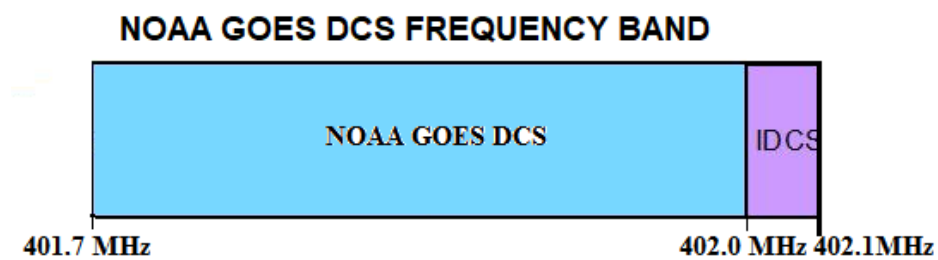 NOAA GOES DCS FREQUENCY BAND
NOAA GOES DCS
IDCS
401.7 MHz
402.0 MHz 402.1MHz